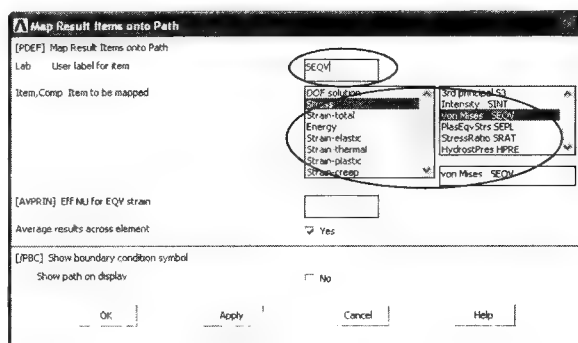 Map Result Items onto Path
[PDEF] Map Result Items onto Path
Lab User label for item
SEQV
Item,Comp Item to be mapped
DOF solution
Stress
Strain-total
Energy
Strain-elastic
Strain-thermal
Strain-plastic
Strain-creep
3rd principal S3
Intensity SINT
von Mises SEQV
PlasEqvStrs SEPL
StressRatio SRAT
HydrostPres HPRE
von Mises SEQV
[AVPRIN] Eff NU for EQV strain
Average results across element
Yes
[/PBC] Show boundary condition symbol
Show path on display
No
OK Apply Cancel Help